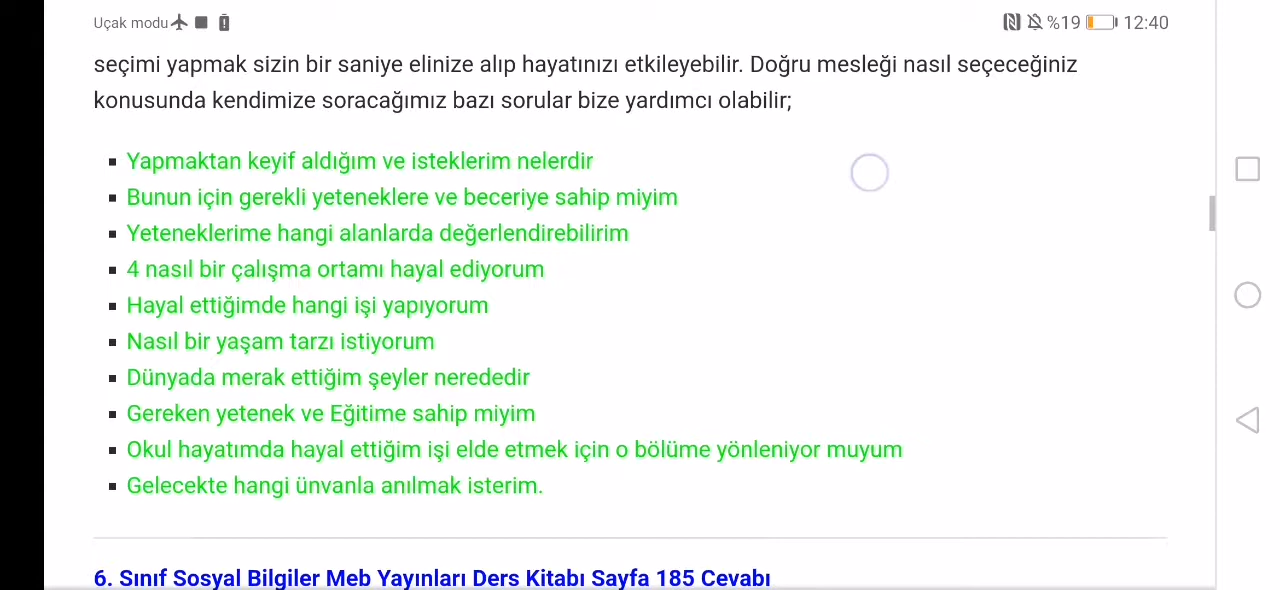 Uçak modu %19 12:40
seçimi yapmak sizin bir saniye elinize alıp hayatınızı etkileyebilir. Doğru mesleği nasıl seçeceğiniz
konusunda kendimize soracağımız bazı sorular bize yardımcı olabilir;
Yapmaktan keyif aldığım ve isteklerim nelerdir
Bunun için gerekli yeteneklere ve beceriye sahip miyim
Yeteneklerime hangi alanlarda değerlendirebilirim
4 nasıl bir çalışma ortamı hayal ediyorum
Hayal ettiğimde hangi işi yapıyorum
Nasıl bir yaşam tarzı istiyorum
Dünyada merak ettiğim şeyler nerededir
Gereken yetenek ve Eğitime sahip miyim
Okul hayatımda hayal ettiğim işi elde etmek için o bölüme yönleniyor muyum
Gelecekte hangi ünvanla anılmak isterim.
6. Sınıf Sosyal Bilgiler Meb Yayınları Ders Kitabı Sayfa 185 Cevabı